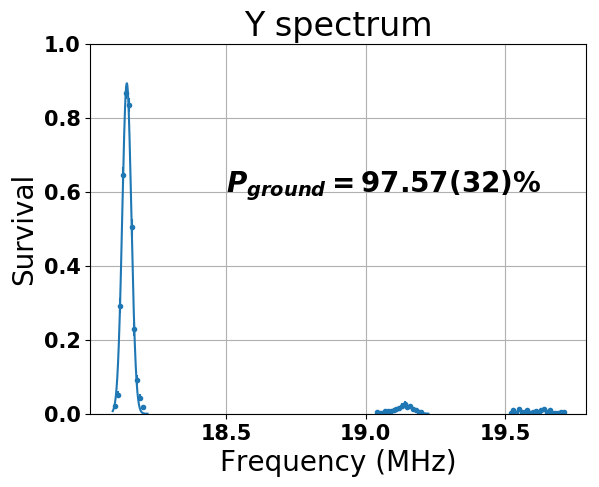 Y spectrum
1.0
0.8
0.6
0.4
0.2
0.0
Survival
P_ground = 97.57(32)%
18.5 19.0 19.5
Frequency (MHz)